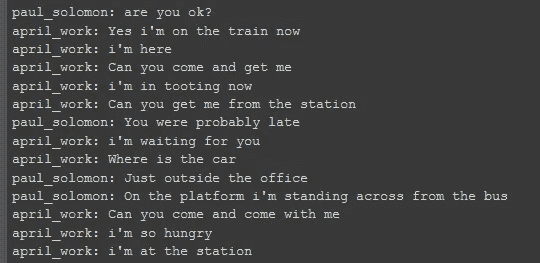 paul_solomon: are you ok?
april_work: Yes i'm on the train now
april_work: i'm here
april_work: Can you come and get me
april_work: i'm in tooting now
april_work: Can you get me from the station
paul_solomon: You were probably late
april_work: i'm waiting for you
april_work: Where is the car
paul_solomon: Just outside the office
paul_solomon: On the platform i'm standing across from the bus
april_work: Can you come and come with me
april_work: i'm so hungry
april_work: i'm at the station